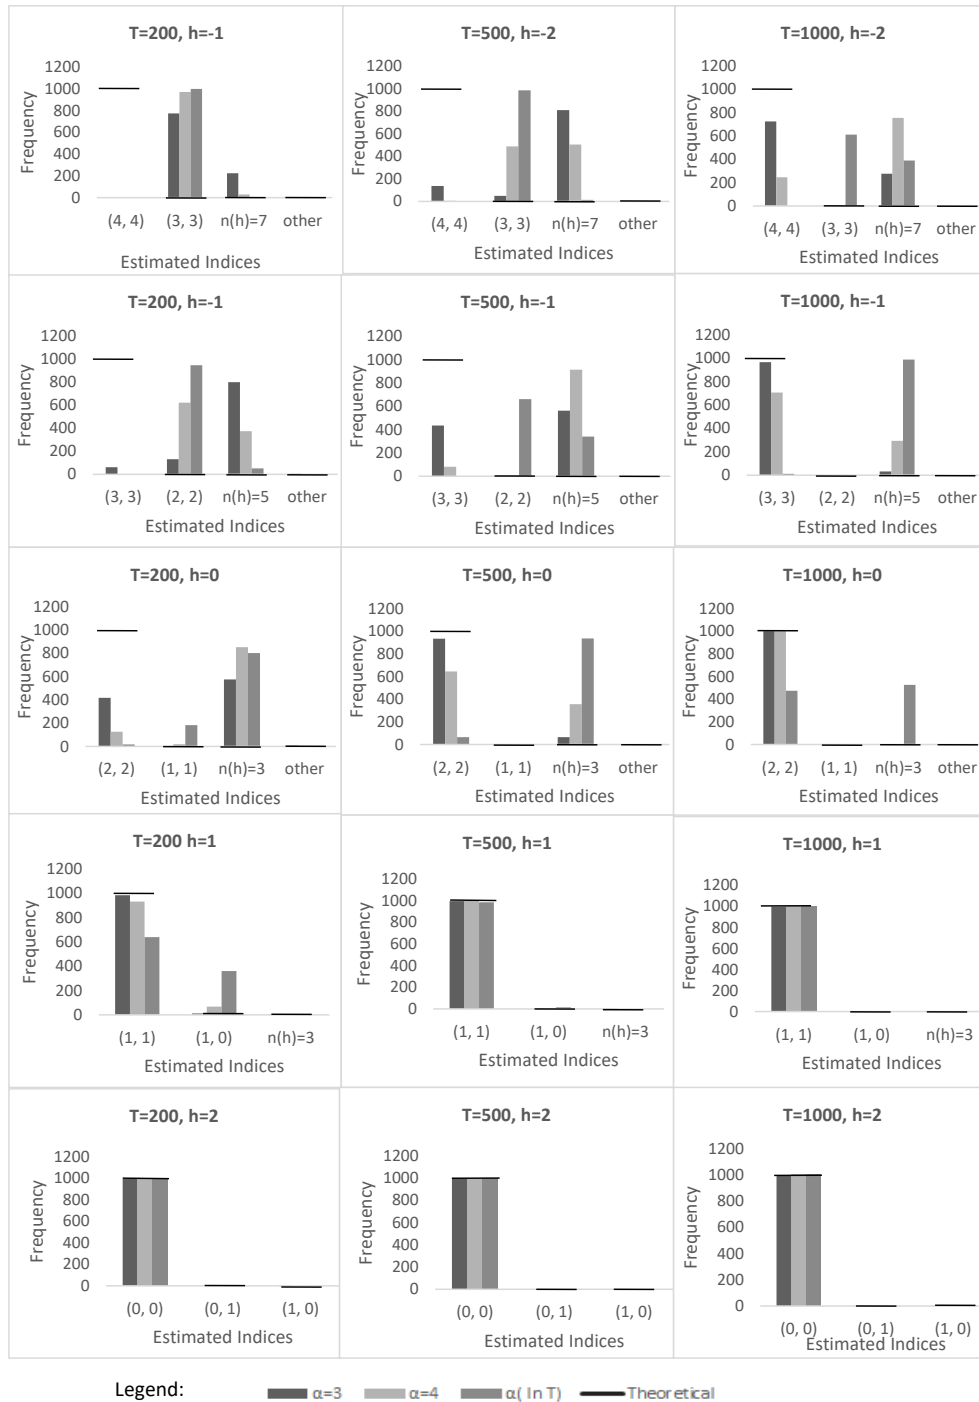 T=200, h=-1
1200
1000
800
600
400
200
0
Frequency
(4, 4) (3, 3) n(h)=7 other
Estimated Indices
T=500, h=-2
1200
1000
800
600
400
200
0
Frequency
(4, 4) (3, 3) n(h)=7 other
Estimated Indices
T=1000, h=-2
1200
1000
800
600
400
200
0
Frequency
(4, 4) (3, 3) n(h)=7 other
Estimated Indices
T=200, h=-1
1200
1000
800
600
400
200
0
Frequency
(3, 3) (2, 2) n(h)=5 other
Estimated Indices
T=500, h=-1
1200
1000
800
600
400
200
0
Frequency
(3, 3) (2, 2) n(h)=5 other
Estimated Indices
T=1000, h=-1
1200
1000
800
600
400
200
0
Frequency
(3, 3) (2, 2) n(h)=5 other
Estimated Indices
T=200, h=0
1200
1000
800
600
400
200
0
Frequency
(2, 2) (1, 1) n(h)=3 other
Estimated Indices
T=500, h=0
1200
1000
800
600
400
200
0
Frequency
(2, 2) (1, 1) n(h)=3 other
Estimated Indices
T=1000, h=0
1200
1000
800
600
400
200
0
Frequency
(2, 2) (1, 1) n(h)=3 other
Estimated Indices
T=200 h=1
1200
1000
800
600
400
200
0
Frequency
(1, 1) (1, 0) n(h)=3
Estimated Indices
T=500, h=1
1200
1000
800
600
400
200
0
Frequency
(1, 1) (1, 0) n(h)=3
Estimated Indices
T=1000, h=1
1200
1000
800
600
400
200
0
Frequency
(1, 1) (1, 0) n(h)=3
Estimated Indices
T=200, h=2
1200
1000
800
600
400
200
0
Frequency
(0, 0) (0, 1) (1, 0)
Estimated Indices
T=500, h=2
1200
1000
800
600
400
200
0
Frequency
(0, 0) (0, 1) (1, 0)
Estimated Indices
T=1000, h=2
1200
1000
800
600
400
200
0
Frequency
(0, 0) (0, 1) (1, 0)
Estimated Indices
Legend: α=3 α=4 α( ln T) Theoretical